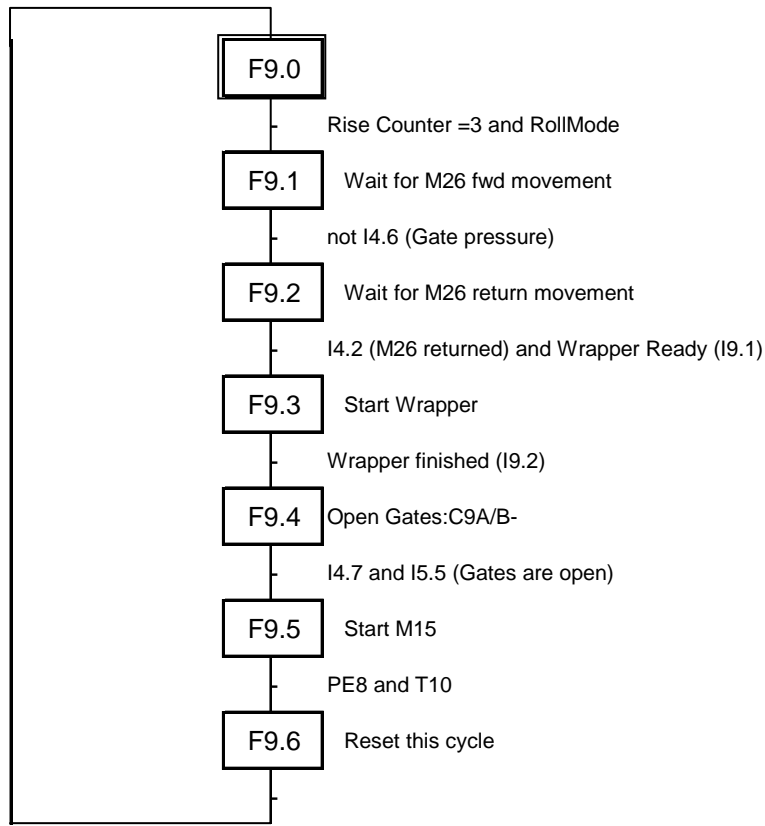 F9.0
Rise Counter =3 and RollMode
F9.1 Wait for M26 fwd movement
not I4.6 (Gate pressure)
F9.2 Wait for M26 return movement
I4.2 (M26 returned) and Wrapper Ready (I9.1)
F9.3 Start Wrapper
Wrapper finished (I9.2)
F9.4 Open Gates:C9A/B-
I4.7 and I5.5 (Gates are open)
F9.5 Start M15
PE8 and T10
F9.6 Reset this cycle